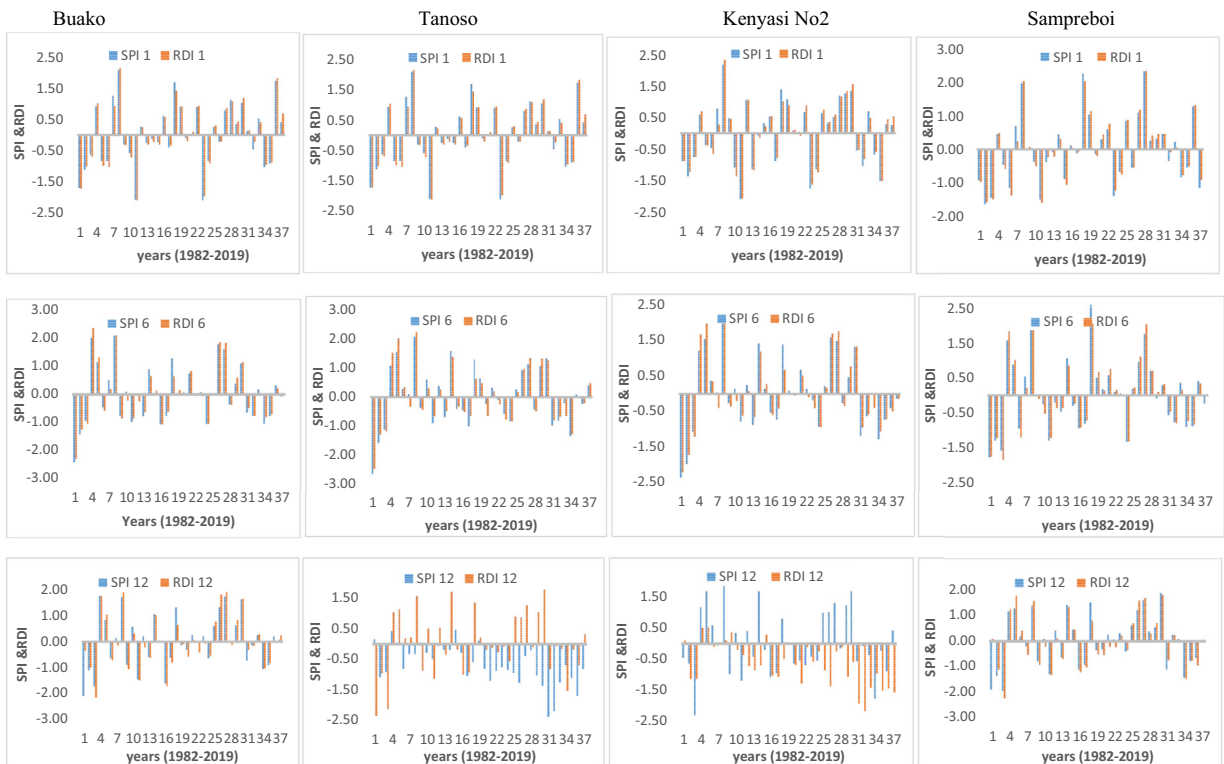 Buako Tanoso Kenyasi No2 Sampreboi
SPI 1 RDI 1
2.50
1.50
0.50
-0.50
-1.50
-2.50
SPI &RDI
1 4 7 10 13 16 19 22 25 28 31 34 37
years (1982-2019)
SPI 1 RDI 1
2.50
1.50
0.50
-0.50
-1.50
-2.50
SPI & RDI
1 4 7 10 13 16 19 22 25 28 31 34 37
years (1982-2019)
SPI 1 RDI 1
2.50
1.50
0.50
-0.50
-1.50
-2.50
SPI & RDI
1 4 7 10 13 16 19 22 25 28 31 34 37
years (1982-2019)
SPI 1 RDI 1
3.00
2.00
1.00
0.00
-1.00
-2.00
SPI & RDI
1 4 7 10 13 16 19 22 25 28 31 34 37
years (1982-2019)
SPI 6 RDI 6
3.00
2.00
1.00
0.00
-1.00
-2.00
-3.00
SPI & RDI
1 4 7 10 13 16 19 22 25 28 31 34 37
Years (1982-2019)
SPI 6 RDI 6
3.00
2.00
1.00
0.00
-1.00
-2.00
-3.00
SPI & RDI
1 4 7 10 13 16 19 22 25 28 31 34 37
years (1982-2019)
SPI 6 RDI 6
2.50
1.50
0.50
-0.50
-1.50
-2.50
SPI & RDI
1 4 7 10 13 16 19 22 25 28 31 34 37
years (1982-2019)
SPI 6 RDI 6
2.50
1.50
0.50
-0.50
-1.50
-2.50
SPI & RDI
1 4 7 10 13 16 19 22 25 28 31 34 37
years (1982-2019)
SPI 12 RDI 12
2.00
1.00
0.00
-1.00
-2.00
-3.00
SPI &RDI
1 4 7 10 13 16 19 22 25 28 31 34 37
years (1982-2019)
SPI 12 RDI 12
2.50
1.50
0.50
-0.50
-1.50
-2.50
SPI & RDI
1 4 7 10 13 16 19 22 25 28 31 34 37
years (1982-2019)
SPI 12 RDI 12
1.50
0.50
-0.50
-1.50
-2.50
SPI & RDI
1 4 7 10 13 16 19 22 25 28 31 34 37
years (1982-2019)
SPI 12 RDI 12
3.00
2.00
1.00
0.00
-1.00
-2.00
-3.00
SPI & RDI
1 4 7 10 13 16 19 22 25 28 31 34 37
years (1982-2019)